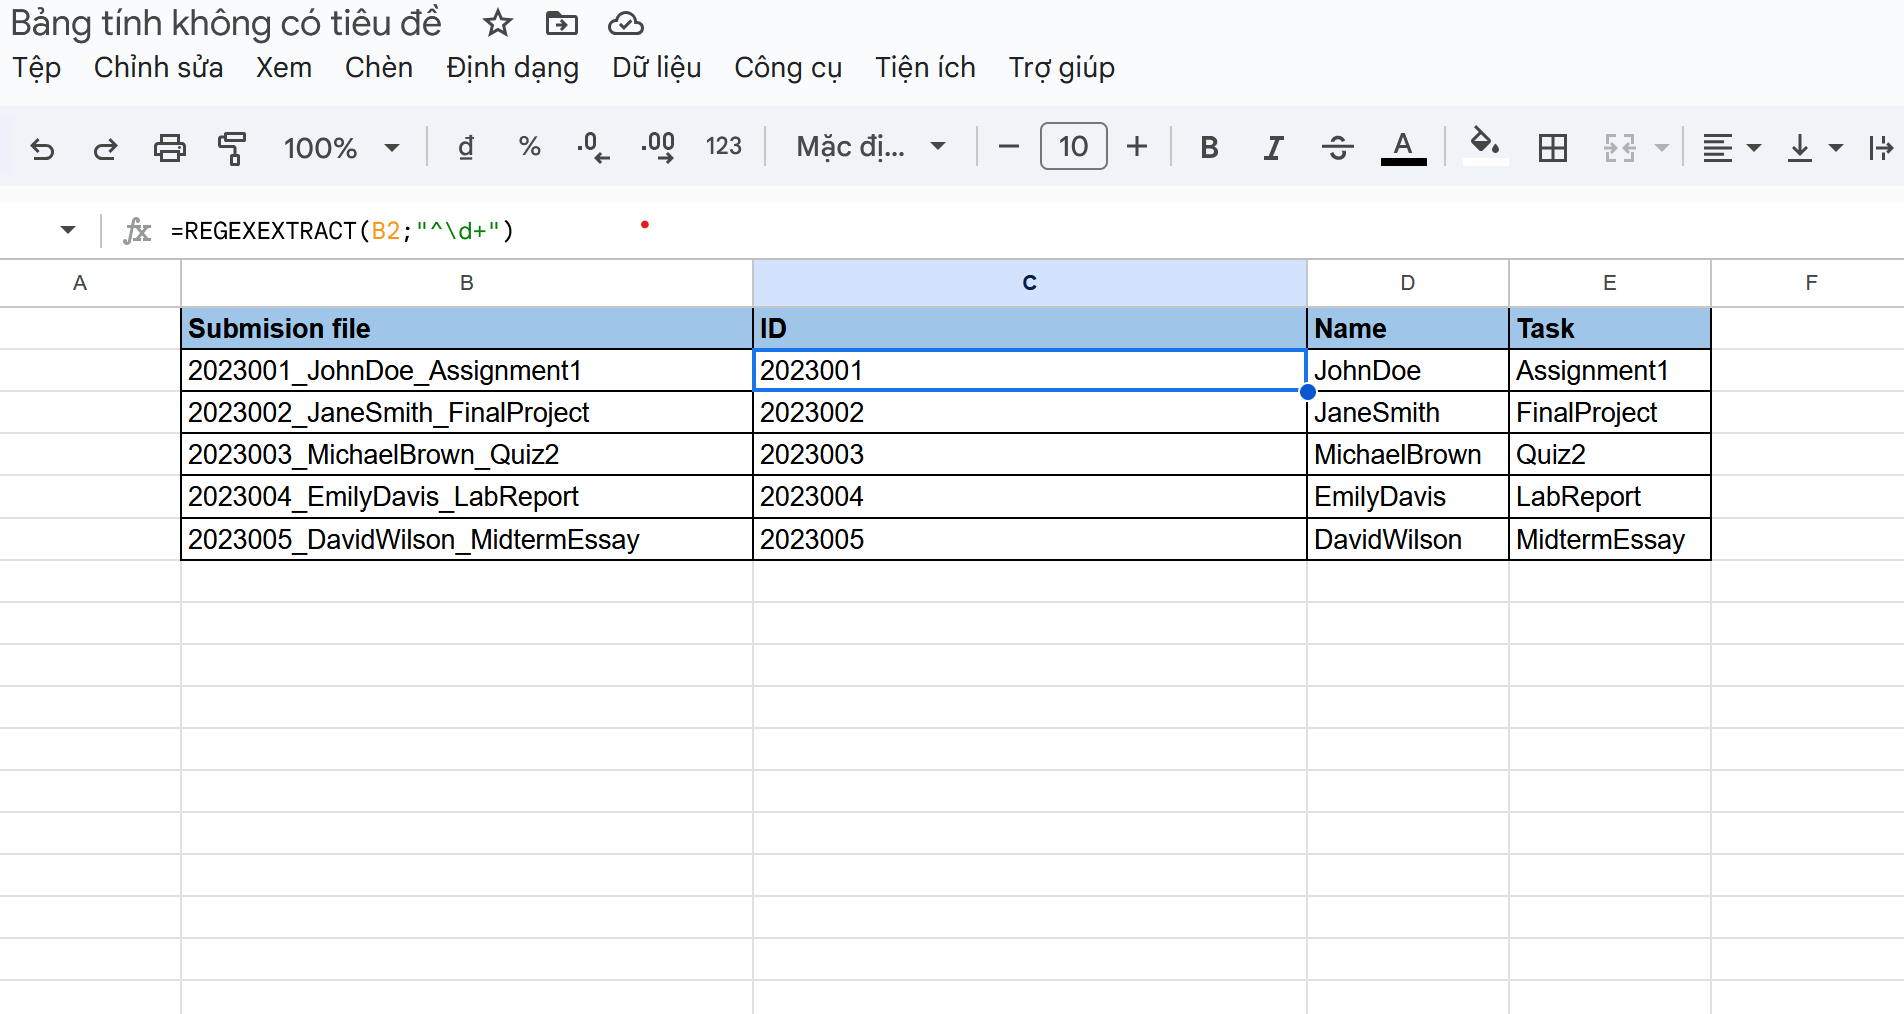 Bảng tính không có tiêu đề
Tệp Chỉnh sửa Xem Chèn Định dạng Dữ liệu Công cụ Tiện ích Trợ giúp
100% đ % .0 .00 123 Mặc đị... 10 B I S A
fx =REGEXEXTRACT(B2;"^\d+")
A B C D E F
Submision file ID Name Task
2023001_JohnDoe_Assignment1 2023001 JohnDoe Assignment1
2023002_JaneSmith_FinalProject 2023002 JaneSmith FinalProject
2023003_MichaelBrown_Quiz2 2023003 MichaelBrown Quiz2
2023004_EmilyDavis_LabReport 2023004 EmilyDavis LabReport
2023005_DavidWilson_MidtermEssay 2023005 DavidWilson MidtermEssay